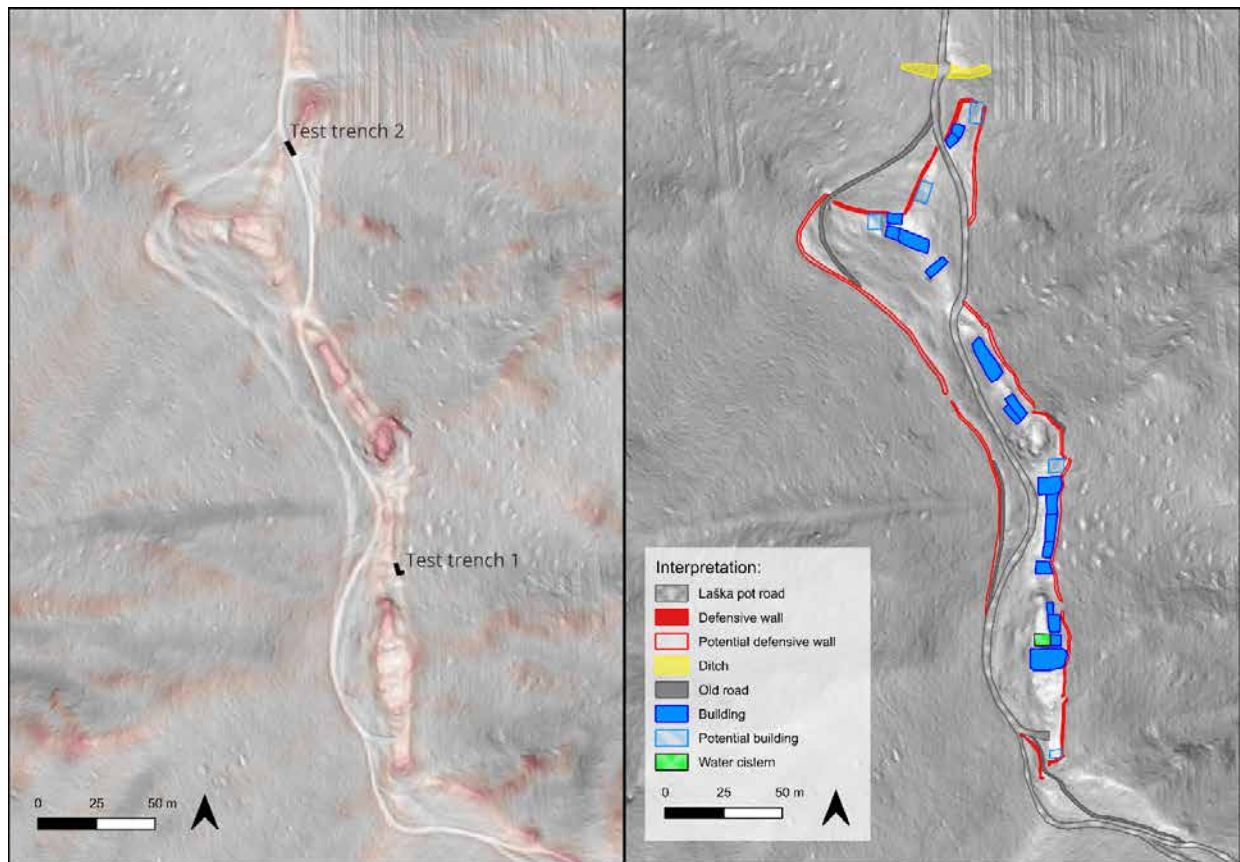 Test trench 2
Test trench 1
0 25 50 m
Interpretation:
Laška pot road
Defensive wall
Potential defensive wall
Ditch
Old road
Building
Potential building
Water cistern
0 25 50 m